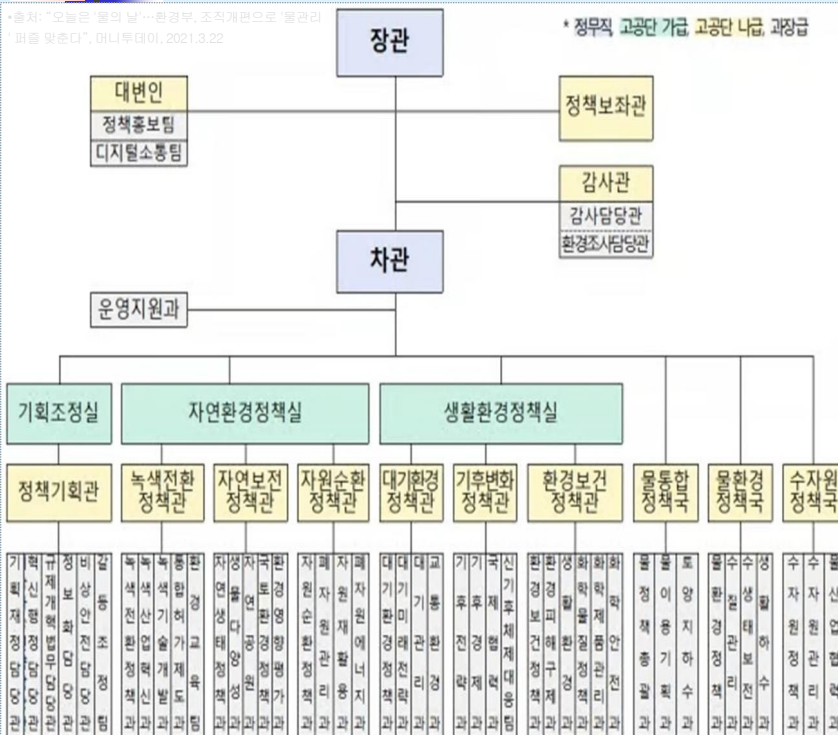 •출처: “오늘은 '물의 날'…환경부, 조직개편으로 '물관리
' 퍼즐 맞춘다”, 머니투데이, 2021.3.22
* 정무직, 고공단 가급, 고공단 나급, 과장급
장관
대변인
정책홍보팀
디지털소통팀
정책보좌관
감사관
감사담당관
환경조사담당관
차관
운영지원과
기획조정실
자연환경정책실
생활환경정책실
정책기획관
녹색전환
정책관
자연보전
정책관
자원순환
정책관
대기환경
정책관
기후변화
정책관
환경보건
정책관
물통합
정책국
물환경
정책국
수자원
정책국
기획재정담당관
혁신행정담당관
규제개혁법무담당관
정보화담당관
비상안전담당관
갈등조정팀
녹색전환정책과
녹색산업혁신과
녹색기술개발과
통합허가제도과
환경교육팀
자연생태정책과
생물다양성과
자연공원과
국토환경정책과
환경영향평가과
자원순환정책과
폐자원관리과
자원재활용과
폐자원에너지과
대기환경정책과
대기미래전략과
대기관리과
교통환경과
기후전략과
기후경제과
국제협력과
신기후체제대응팀
환경보건정책과
환경피해구제과
생활환경과
화학물질정책과
화학제품관리과
화학안전과
물정책총괄과
물이용기획과
토양지하수과
물환경정책과
수질관리과
수생태보전과
생활하수과
수자원정책과
수자원관리과
물산업협력과